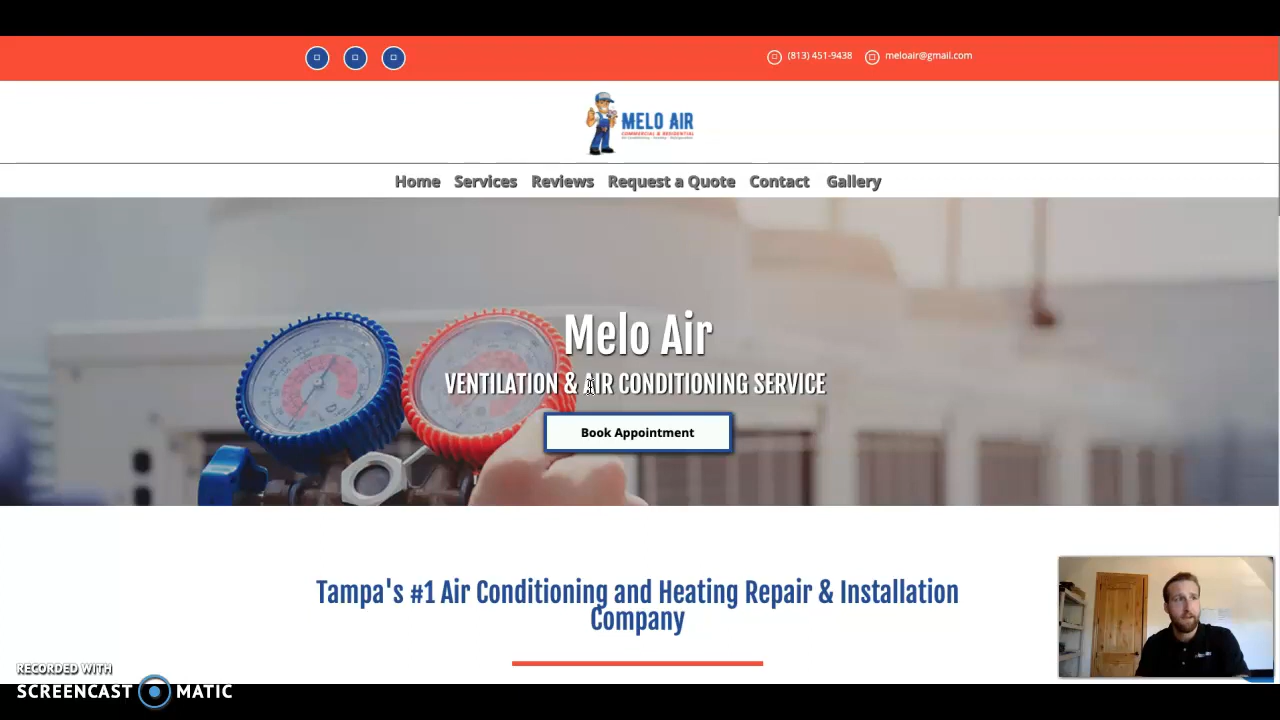 (813) 451-9438 meloair@gmail.com
MELO AIR
COMMERCIAL & RESIDENTIAL
Home Services Reviews Request a Quote Contact Gallery
Melo Air
VENTILATION & AIR CONDITIONING SERVICE
Book Appointment
Tampa's #1 Air Conditioning and Heating Repair & Installation
Company
RECORDED WITH
SCREENCAST MATIC